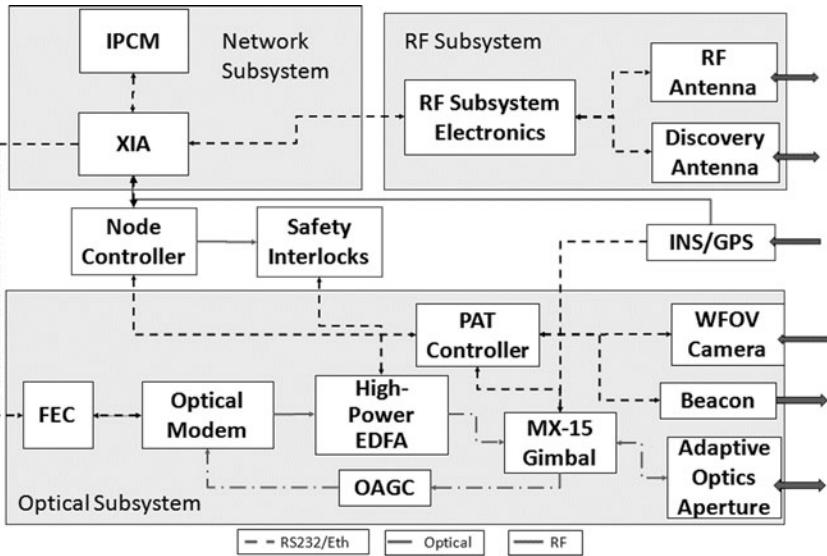 IPCM
Network
Subsystem
XIA
RF Subsystem
RF Subsystem
Electronics
RF
Antenna
Discovery
Antenna
Node
Controller
Safety
Interlocks
INS/GPS
PAT
Controller
WFOV
Camera
FEC
Optical
Modem
High-
Power
EDFA
MX-15
Gimbal
Beacon
Adaptive
Optics
Aperture
OAGC
Optical Subsystem
RS232/Eth
Optical
RF